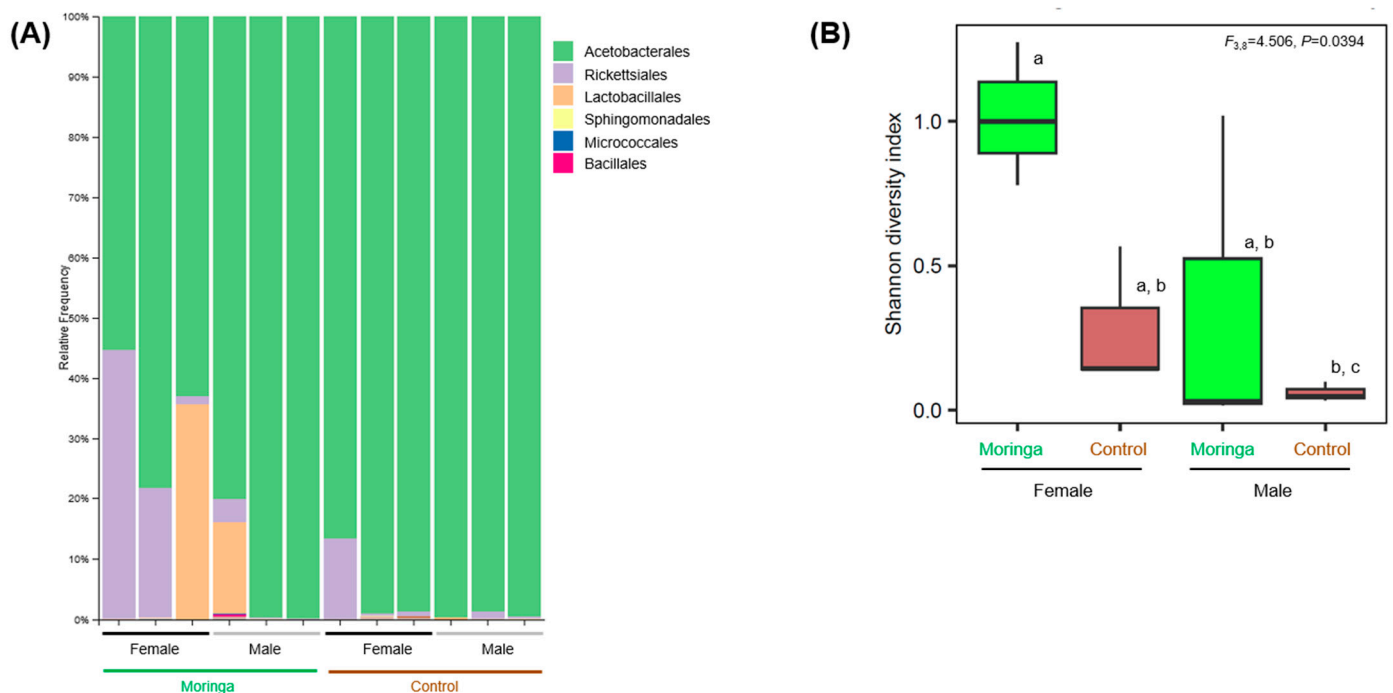 (A)
100%
90%
80%
70%
60%
50%
40%
30%
20%
10%
0%
Relative Frequency
Acetobacterales
Rickettsiales
Lactobacillales
Sphingomonadales
Micrococcales
Bacillales
Female
Male
Female
Male
Moringa
Control
(B)
F3,8=4.506, P=0.0394
Shannon diversity index
1.0
0.5
0.0
a
a, b
a, b
b, c
Moringa
Control
Moringa
Control
Female
Male